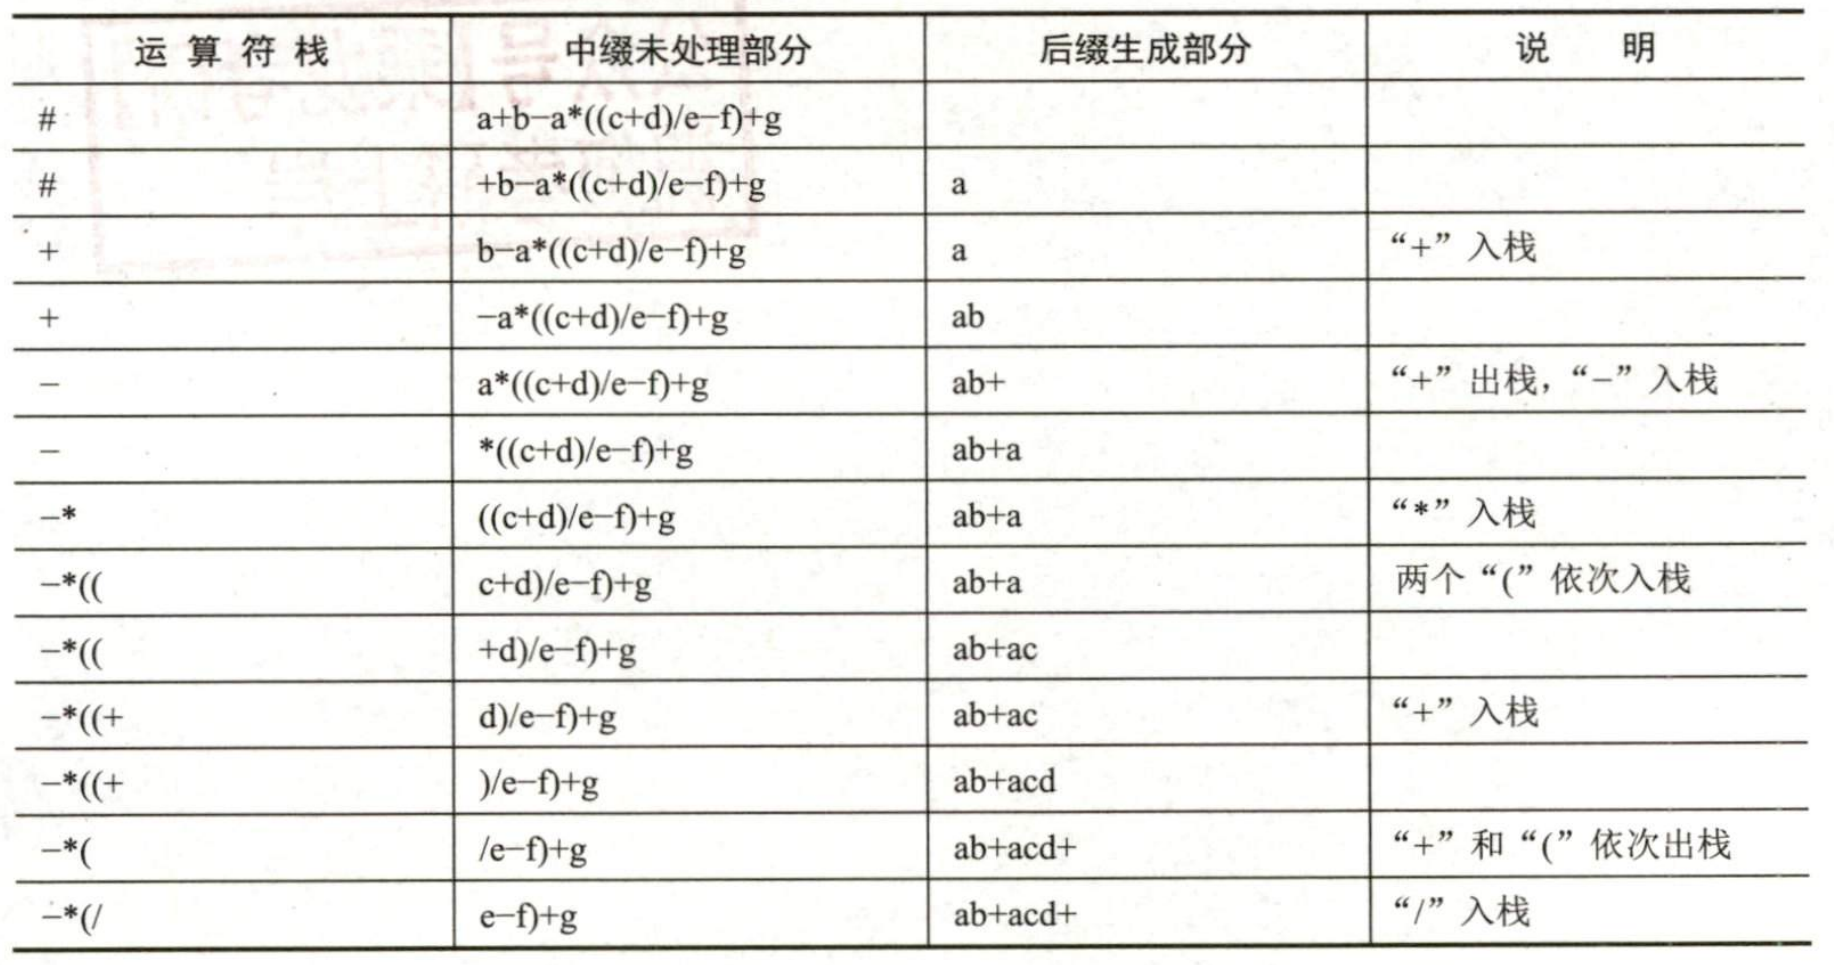 运 算 符 栈 中缀未处理部分 后缀生成部分 说 明
# a+b−a*((c+d)/e−f)+g
# +b−a*((c+d)/e−f)+g a
+ b−a*((c+d)/e−f)+g a “+” 入栈
+ −a*((c+d)/e−f)+g ab
− a*((c+d)/e−f)+g ab+ “+” 出栈，“−” 入栈
− *((c+d)/e−f)+g ab+a
−* ((c+d)/e−f)+g ab+a “*” 入栈
−*(( c+d)/e−f)+g ab+a 两个 “(” 依次入栈
−*(( +d)/e−f)+g ab+ac
−*((+ d)/e−f)+g ab+ac “+” 入栈
−*((+ )/e−f)+g ab+acd
−*( /e−f)+g ab+acd+ “+” 和 “(” 依次出栈
−*(/ e−f)+g ab+acd+ “/” 入栈